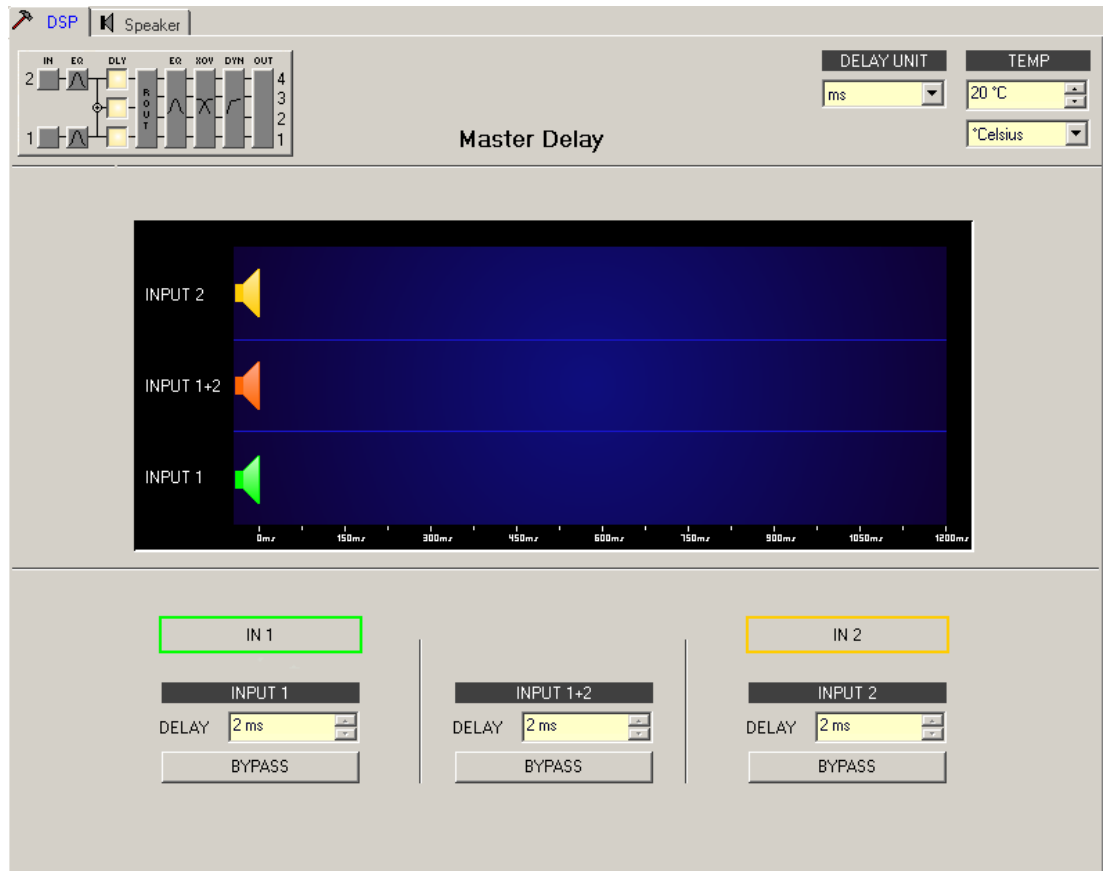 DSP Speaker
IN EQ DLY EQ XOV DYN OUT
2
4
3
2
1
1
ROUT
DELAY UNIT
ms
TEMP
20 °C
°Celsius
Master Delay
INPUT 2
INPUT 1+2
INPUT 1
0ms 150ms 300ms 450ms 600ms 750ms 900ms 1050ms 1200ms
IN 1
IN 2
INPUT 1
DELAY 2 ms
BYPASS
INPUT 1+2
DELAY 2 ms
BYPASS
INPUT 2
DELAY 2 ms
BYPASS